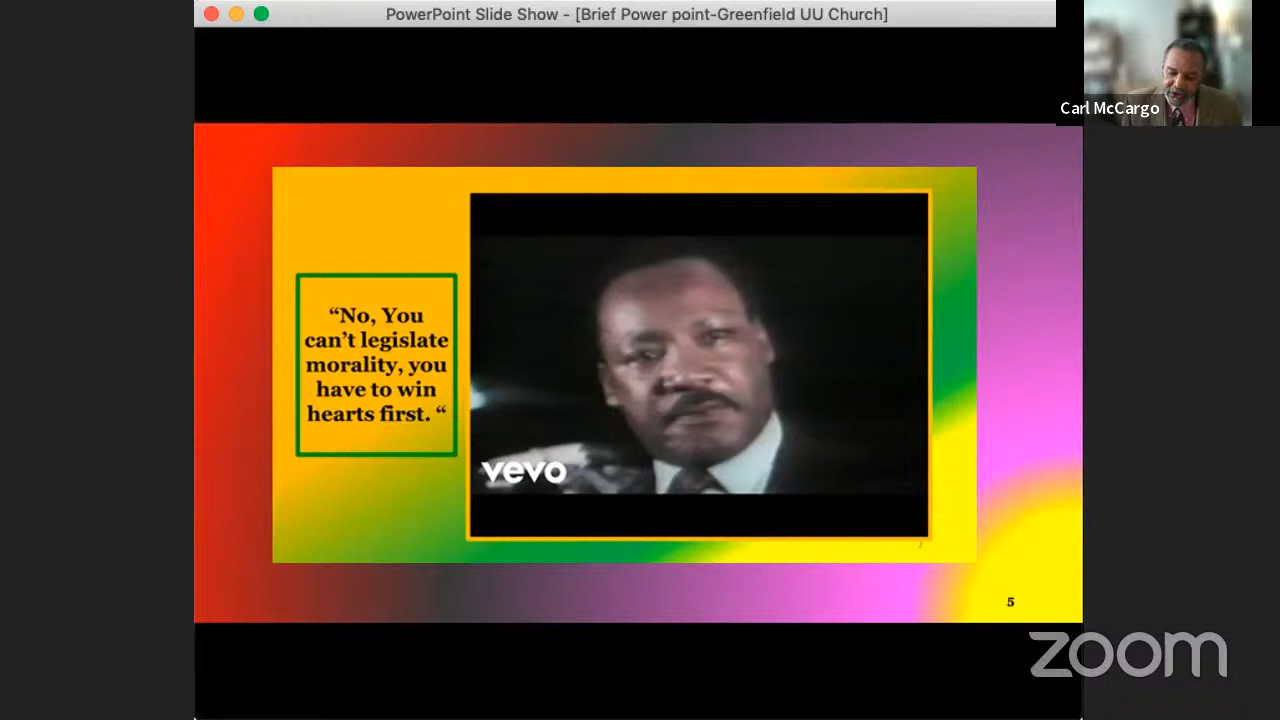 PowerPoint Slide Show - [Brief Power point-Greenfield UU Church]
Carl McCargo
“No, You
can’t legislate
morality, you
have to win
hearts first. “
vevo
2
5
zoom